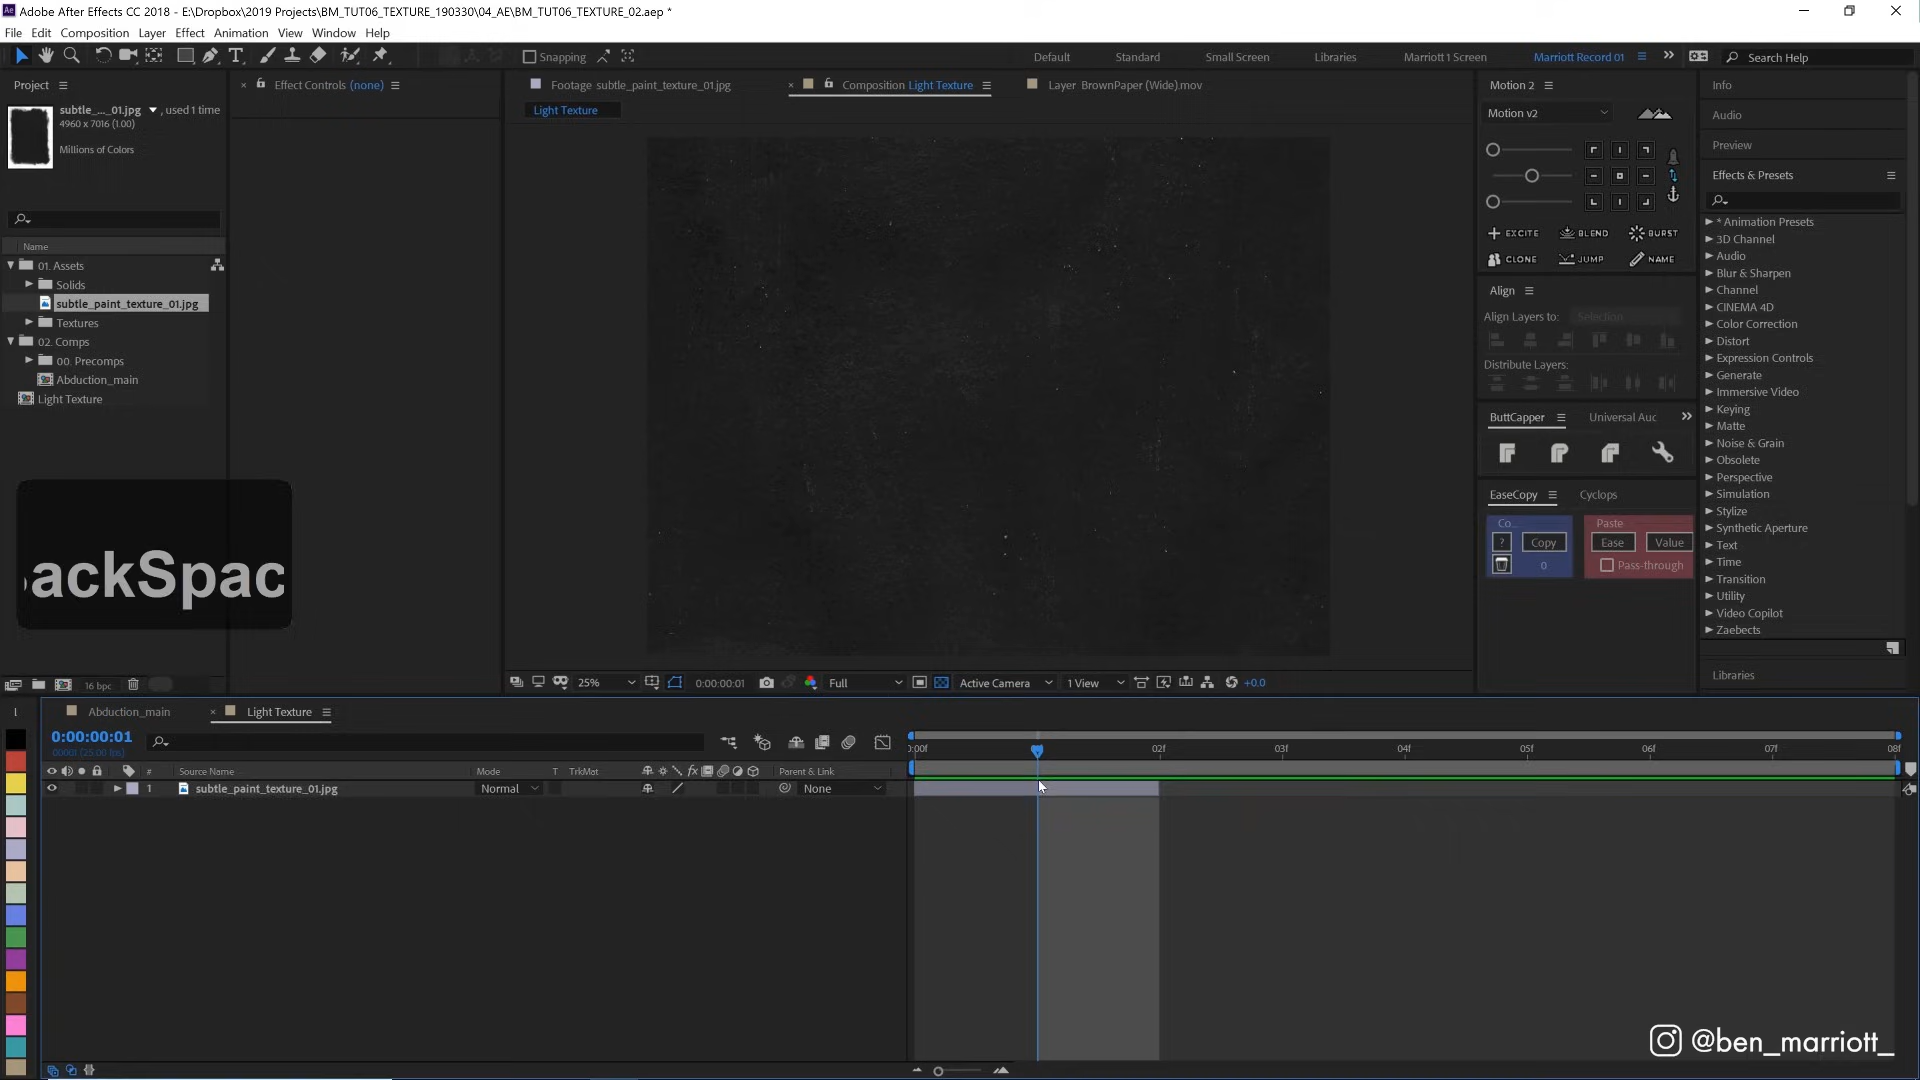 Adobe After Effects CC 2018 - E:\Dropbox\2019 Projects\BM_TUT06_TEXTURE_190330\04_AE\BM_TUT06_TEXTURE_02.aep *
File Edit Composition Layer Effect Animation View Window Help
Snapping
Default Standard Small Screen Libraries Marriott 1 Screen Marriott Record 01 Search Help
Project
subtle_..._01.jpg , used 1 time
4960 x 7016 (1.00)
Millions of Colors
Name
01. Assets
Solids
subtle_paint_texture_01.jpg
Textures
02. Comps
00. Precomps
Abduction_main
Light Texture
ackSpac
16 bpc
Effect Controls (none)
Footage subtle_paint_texture_01.jpg
Composition Light Texture
Layer BrownPaper (Wide).mov
Light Texture
25% 0:00:00:01 Full Active Camera 1 View +0.0
Motion 2
Motion v2
EXCITE BLEND BURST
CLONE JUMP NAME
Align
Align Layers to: Selection
Distribute Layers:
ButtCapper Universal Auc
EaseCopy Cyclops
Co... Paste
? Copy Ease Value
0 Pass-through
Info
Audio
Preview
Effects & Presets
* Animation Presets
3D Channel
Audio
Blur & Sharpen
Channel
CINEMA 4D
Color Correction
Distort
Expression Controls
Generate
Immersive Video
Keying
Matte
Noise & Grain
Obsolete
Perspective
Simulation
Stylize
Synthetic Aperture
Text
Time
Transition
Utility
Video Copilot
Zaebects
Libraries
Abduction_main Light Texture
0:00:00:01
00001 (25.00 fps)
:00f 02f 03f 04f 05f 06f 07f 08f
# Source Name Mode T TrkMat Parent & Link
1 subtle_paint_texture_01.jpg Normal None
@ben_marriott_